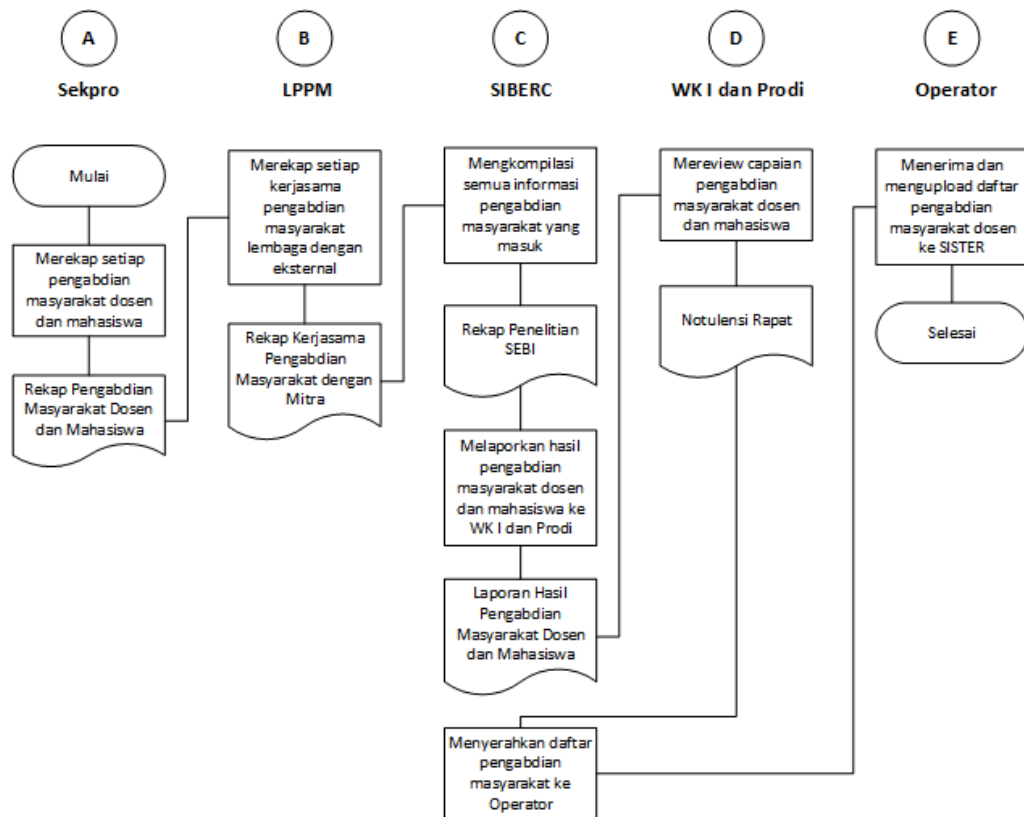 A
Sekpro
Mulai
Merekap setiap
pengabdian
masyarakat dosen
dan mahasiswa
Rekap Pengabdian
Masyarakat Dosen
dan Mahasiswa
B
LPPM
Merekap setiap
kerjasama
pengabdian
masyarakat
lembaga dengan
eksternal
Rekap Kerjasama
Pengabdian
Masyarakat dengan
Mitra
C
SIBERC
Mengkompilasi
semua informasi
pengabdian
masyarakat yang
masuk
Rekap Penelitian
SEBI
Melaporkan hasil
pengabdian
masyarakat dosen
dan mahasiswa ke
WK I dan Prodi
Laporan Hasil
Pengabdian
Masyarakat Dosen
dan Mahasiswa
Menyerahkan daftar
pengabdian
masyarakat ke
Operator
D
WK I dan Prodi
Mereview capaian
pengabdian
masyarakat dosen
dan mahasiswa
Notulensi Rapat
E
Operator
Menerima dan
mengupload daftar
pengabdian
masyarakat dosen
ke SISTER
Selesai